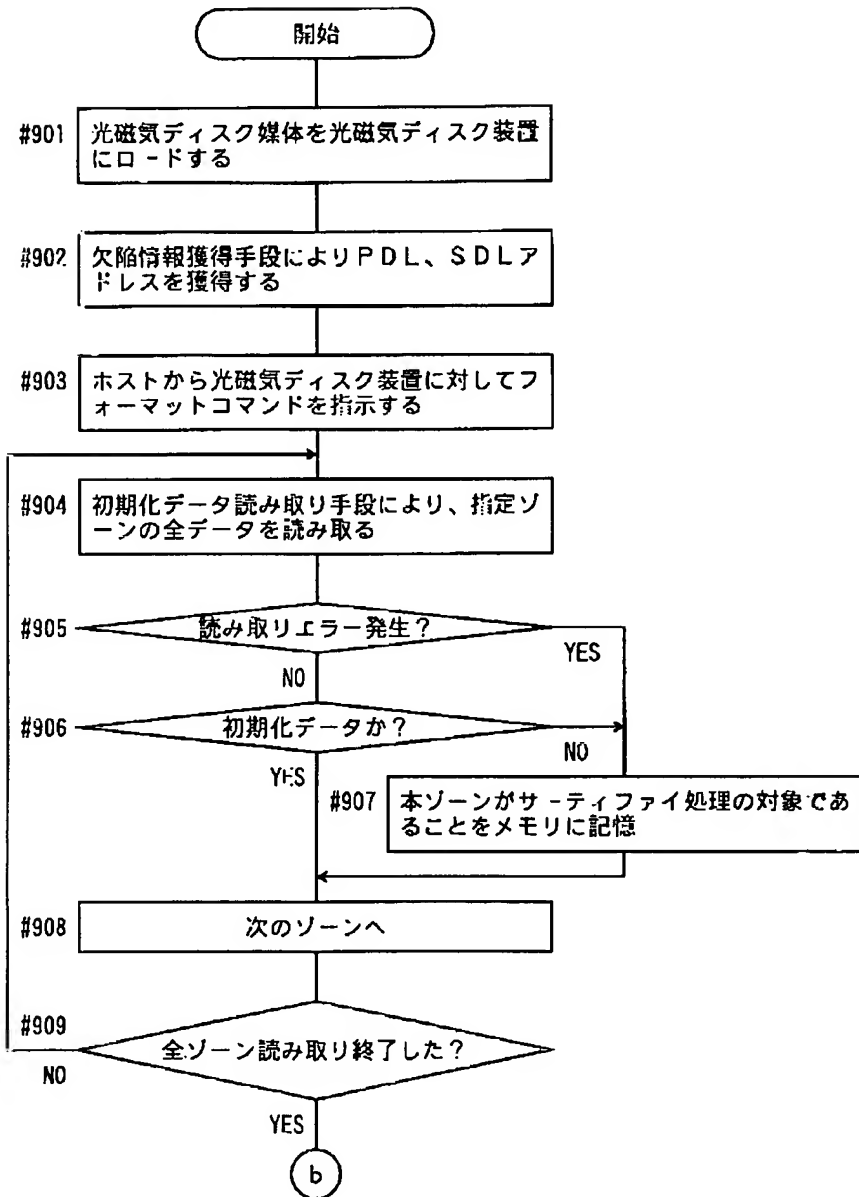 開始
#901
光磁気ディスク媒体を光磁気ディスク装置
にロードする
#902
欠陥情報獲得手段によりPDL、SDLア
ドレスを獲得する
#903
ホストから光磁気ディスク装置に対してフ
ォーマットコマンドを指示する
#904
初期化データ読み取り手段により、指定ゾ
ーンの全データを読み取る
#905
読み取りエラー発生?
YES
NO
#906
初期化データか?
NO
YES
#907
本ゾーンがサーティファイ処理の対象であ
ることをメモリに記憶
#908
次のゾーンへ
#909
全ゾーン読み取り終了した?
NO
YES
b